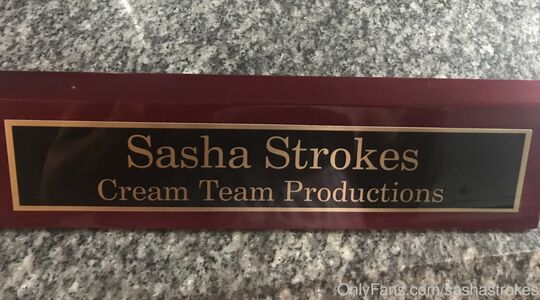 Sasha Strokes
Cream Team Productions
OnlyFans.com/sashastrokes